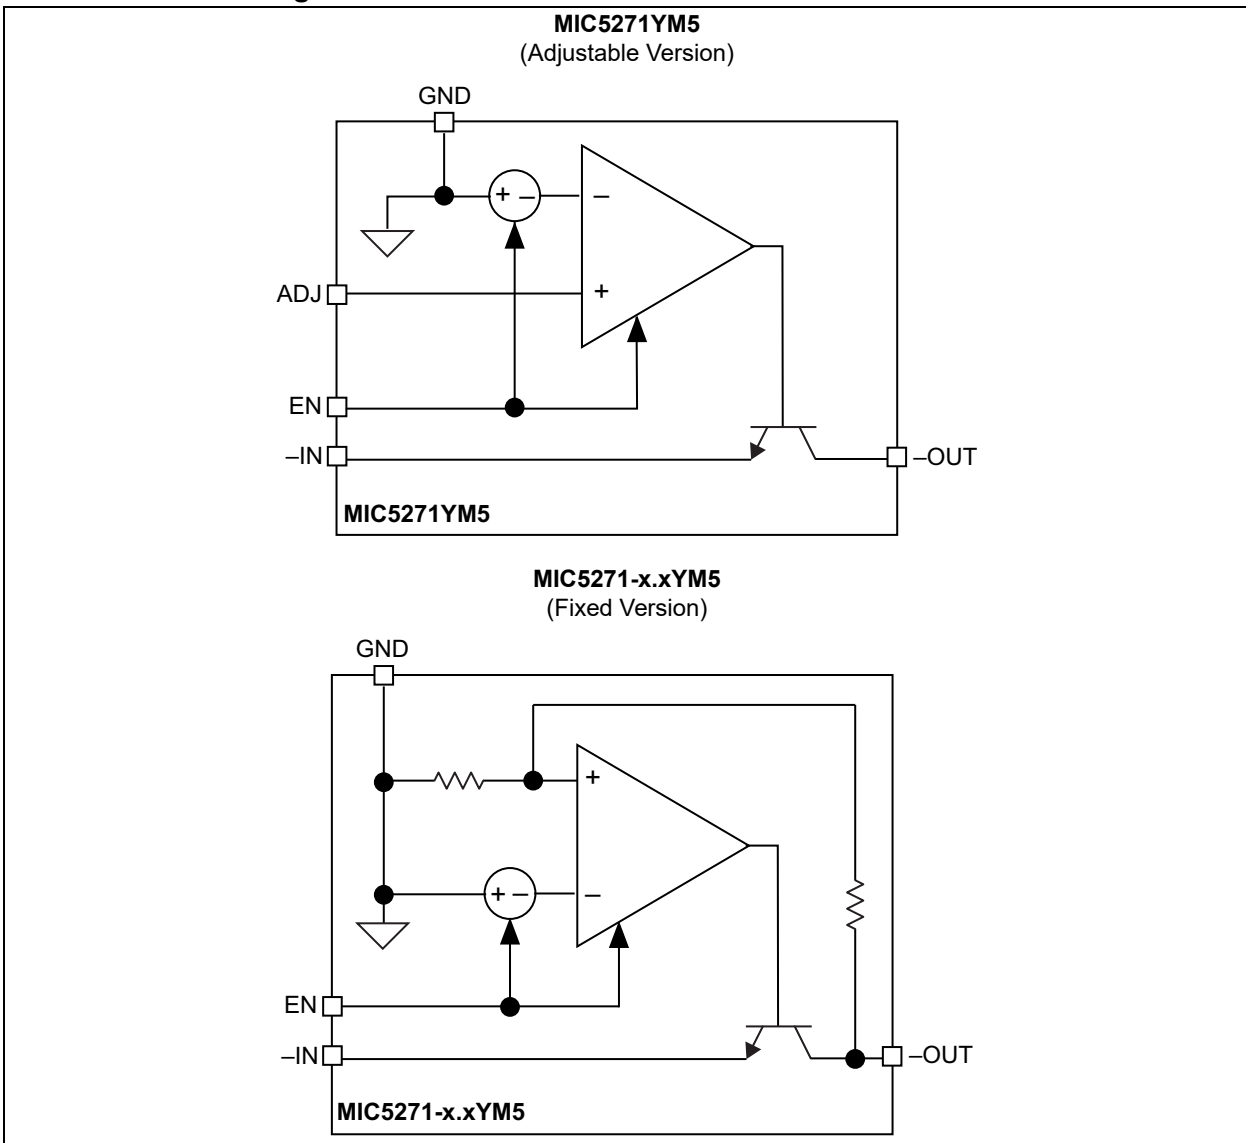 MIC5271YM5
(Adjustable Version)
GND
+ –
–
ADJ
+
EN
–IN
–OUT
MIC5271YM5
MIC5271-x.xYM5
(Fixed Version)
GND
+
+ –
–
EN
–IN
–OUT
MIC5271-x.xYM5